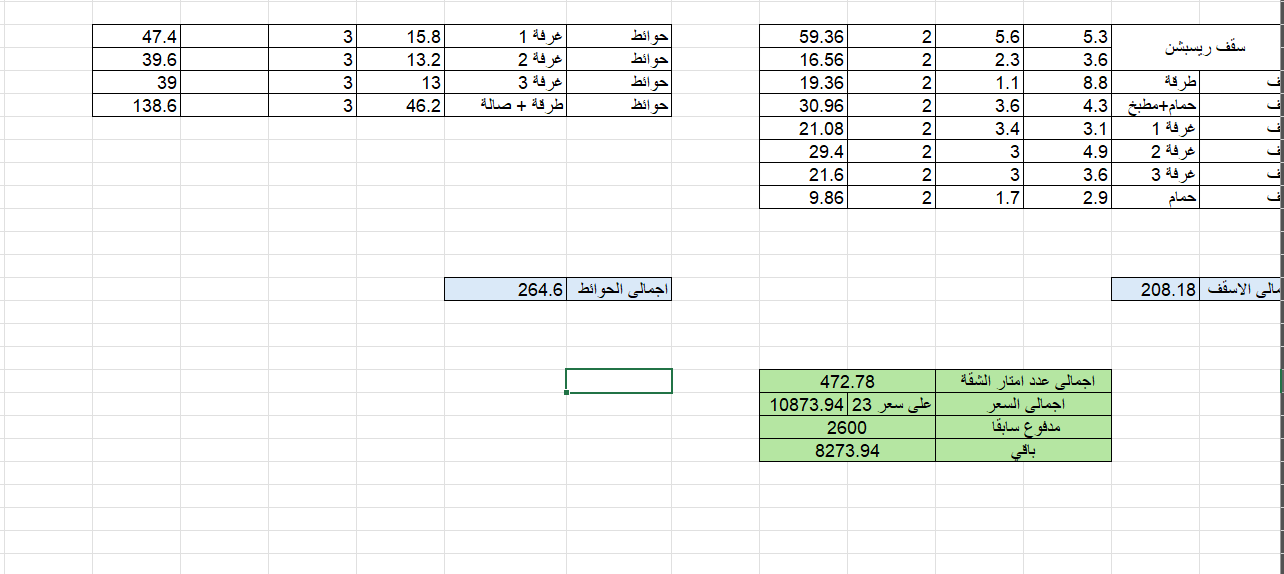 سقف ريسبشن 5.3 5.6 2 59.36
3.6 2.3 2 16.56
طرقة 8.8 1.1 2 19.36
حمام+مطبخ 4.3 3.6 2 30.96
غرفة 1 3.1 3.4 2 21.08
غرفة 2 4.9 3 2 29.4
غرفة 3 3.6 3 2 21.6
حمام 2.9 1.7 2 9.86
حوائط غرفة 1 15.8 3 47.4
حوائط غرفة 2 13.2 3 39.6
حوائط غرفة 3 13 3 39
حوائط طرقة + صالة 46.2 3 138.6
الاسقف 208.18
اجمالى الحوائط 264.6
اجمالى عدد امتار الشقة 472.78
اجمالى السعر على سعر 23 10873.94
مدفوع سابقا 2600
باقي 8273.94